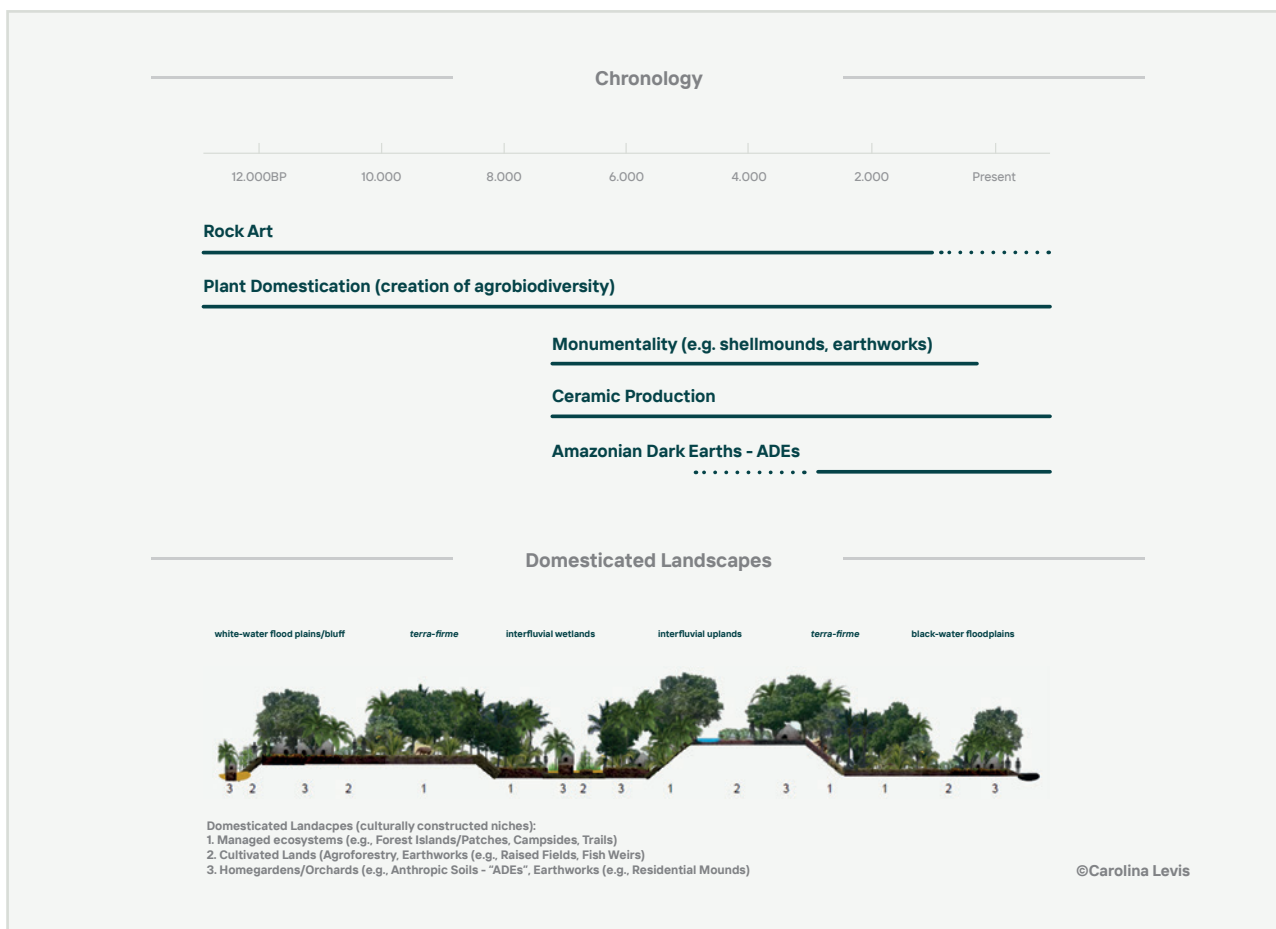 Chronology
12.000BP 10.000 8.000 6.000 4.000 2.000 Present
Rock Art
Plant Domestication (creation of agrobiodiversity)
Monumentality (e.g. shellmounds, earthworks)
Ceramic Production
Amazonian Dark Earths - ADEs
Domesticated Landscapes
white-water flood plains/bluff terra-firme interfluvial wetlands interfluvial uplands terra-firme black-water floodplains
3 2 3 2 1 1 3 2 3 1 2 3 1 1 2 3
Domesticated Landacpes (culturally constructed niches):
1. Managed ecosystems (e.g., Forest Islands/Patches, Campsides, Trails)
2. Cultivated Lands (Agroforestry, Earthworks (e.g., Raised Fields, Fish Weirs)
3. Homegardens/Orchards (e.g., Anthropic Soils - "ADEs", Earthworks (e.g., Residential Mounds)
©Carolina Levis